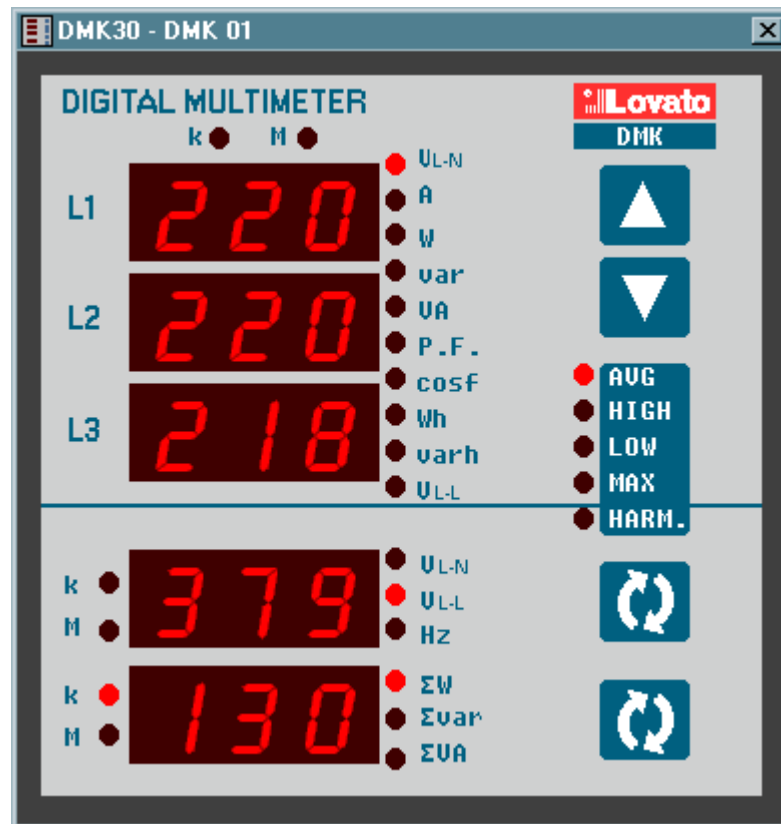 DMK30 - DMK 01
DIGITAL MULTIMETER
Lovato
DMK
k M
L1 220
L2 220
L3 218
VL-N
A
W
var
VA
P.F.
cosf
Wh
varh
VL-L
AVG
HIGH
LOW
MAX
HARM.
k
M
379
VL-N
VL-L
Hz
k
M
130
ΣW
Σvar
ΣVA